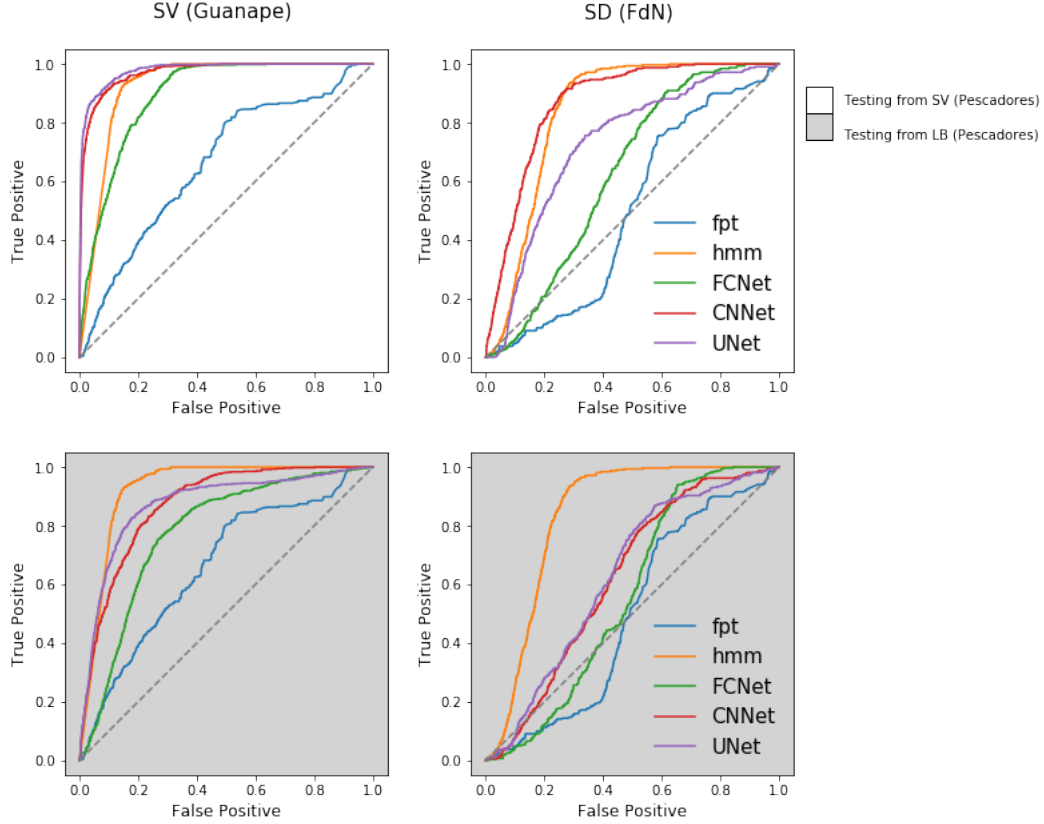 SV (Guanape)
SD (FdN)
1.0
0.8
0.6
0.4
0.2
0.0
True Positive
0.0
0.2
0.4
0.6
0.8
1.0
False Positive
1.0
0.8
0.6
0.4
0.2
0.0
True Positive
fpt
hmm
FCNet
CNNet
UNet
0.0
0.2
0.4
0.6
0.8
1.0
False Positive
Testing from SV (Pescadores)
Testing from LB (Pescadores)
1.0
0.8
0.6
0.4
0.2
0.0
True Positive
0.0
0.2
0.4
0.6
0.8
1.0
False Positive
1.0
0.8
0.6
0.4
0.2
0.0
True Positive
fpt
hmm
FCNet
CNNet
UNet
0.0
0.2
0.4
0.6
0.8
1.0
False Positive